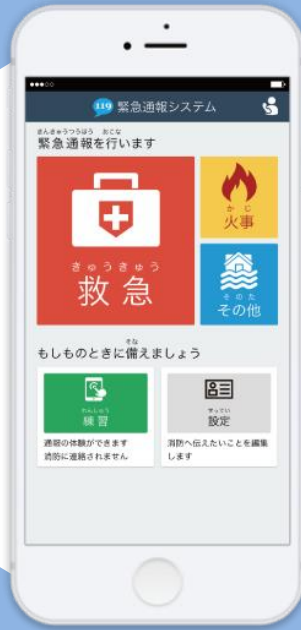 119 緊急通報システム
きんきゅうつうほう おこな
緊急通報を行います
きゅうきゅう
救急
かじ
火事
そのた
その他
そな
もしものときに備えましょう
れんしゅう
練習
通報の体験ができます
消防に連絡されません
せってい
設定
消防へ伝えたいことを編集
します